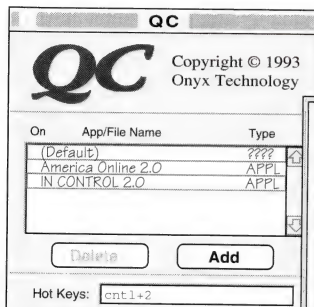 QC
QC
Copyright © 1993
Onyx Technology
On App/File Name Type
(Default) ????
America Online 2.0 APPL
IN CONTROL 2.0 APPL
Delete Add
Hot Keys: cntl+2